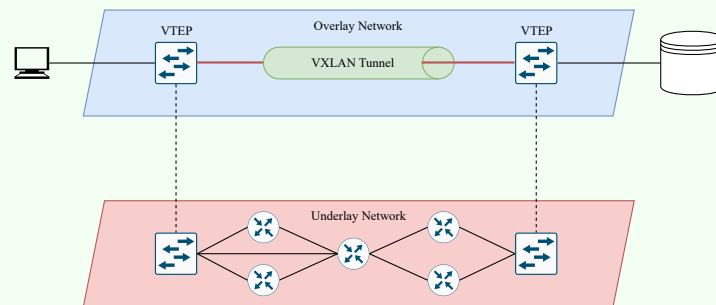 Overlay Network
VTEP
VTEP
VXLAN Tunnel
Underlay Network